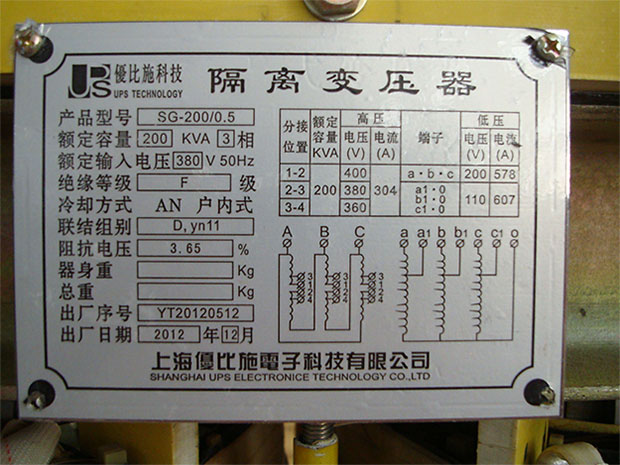 UPS 優比施科技
UPS TECHNOLOGY
隔离变压器
产品型号 SG-200/0.5
额定容量 200 KVA 3 相
额定输入电压 380 V 50Hz
绝缘等级 F 级
冷却方式 AN 户内式
联结组别 D,yn11
阻抗电压 3.65 %
器身重 Kg
总重 Kg
出厂序号 YT20120512
出厂日期 2012 年 12 月
分接位置 额定容量KVA 高压 端子 低压
电压(V) 电流(A) 电压(V) 电流(A)
1-2 400 a·b·c 200 578
2-3 200 380 304 a1·0 b1·0 c1·0 110 607
3-4 360
A B C a a1 b b1 c c1 o
上海優比施電子科技有限公司
SHANGHAI UPS ELECTRONICE TECHNOLOGY CO.,LTD